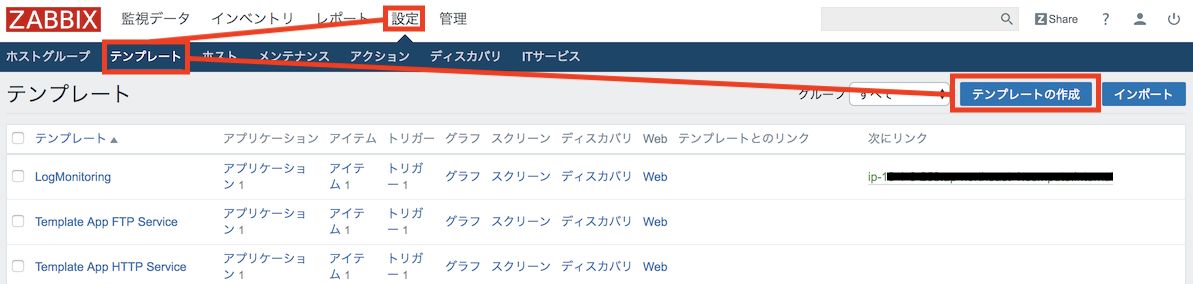 ZABBIX 監視データ インベントリ レポート 設定 管理 Z Share ?
ホストグループ テンプレート ホスト メンテナンス アクション ディスカバリ ITサービス
テンプレート グループ すべて テンプレートの作成 インポート
テンプレート▲ アプリケーション アイテム トリガー グラフ スクリーン ディスカバリ Web テンプレートとのリンク 次にリンク
LogMonitoring アプリケーショ アイテ トリガ グラフ スクリーン ディスカバリ Web
ン 1 ム 1 ー 1
Template App FTP Service アプリケーショ アイテ トリガ グラフ スクリーン ディスカバリ Web
ン 1 ム 1 ー 1
Template App HTTP Service アプリケーショ アイテ トリガ グラフ スクリーン ディスカバリ Web
ン 1 ム 1 ー 1